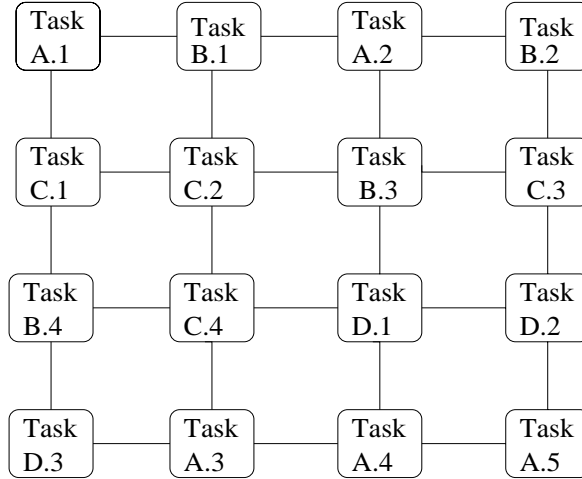 Task
A.1
Task
B.1
Task
A.2
Task
B.2
Task
C.1
Task
C.2
Task
B.3
Task
C.3
Task
B.4
Task
C.4
Task
D.1
Task
D.2
Task
D.3
Task
A.3
Task
A.4
Task
A.5